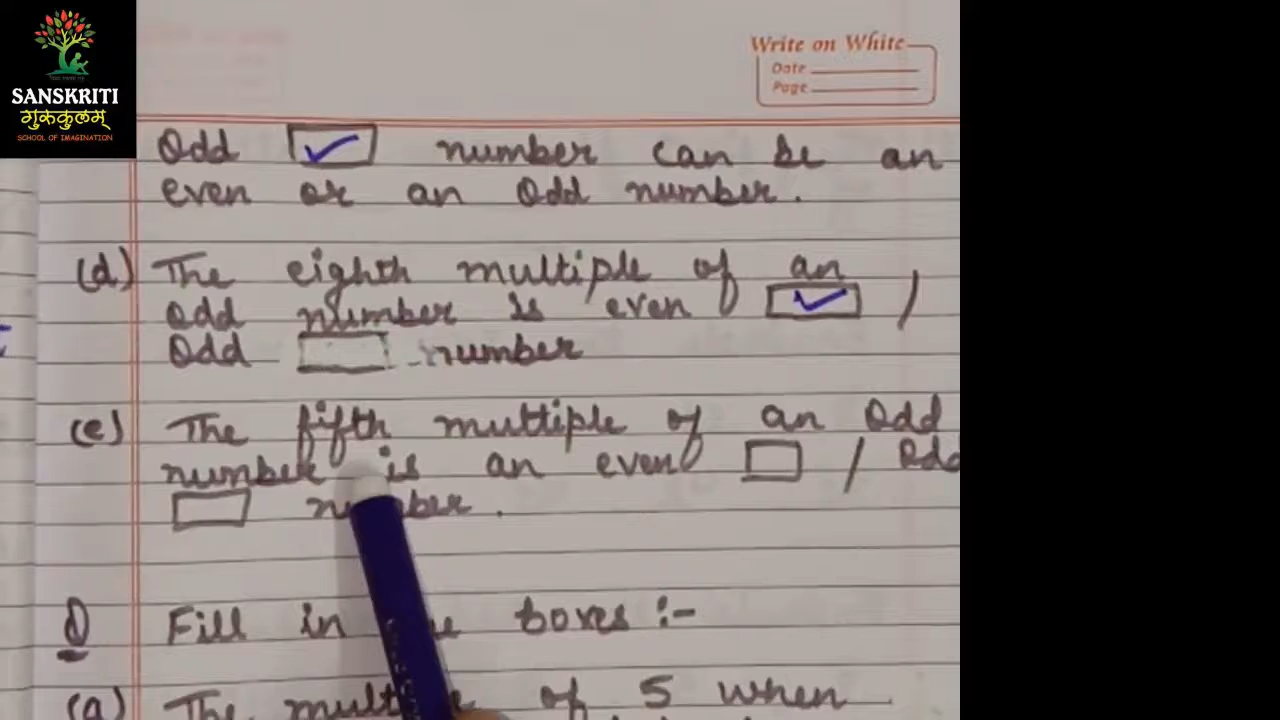 SANSKRITI
गुरुकुलम्
SCHOOL OF IMAGINATION
Write on White
Date
Page
Odd ✓ number can be an
even or an Odd number.
(d) The eighth multiple of an
Odd number is even ✓ /
Odd number
(e) The fifth multiple of an Odd
number is an even / Odd
number.
Fill in boxes :-
(a) The of 5 when